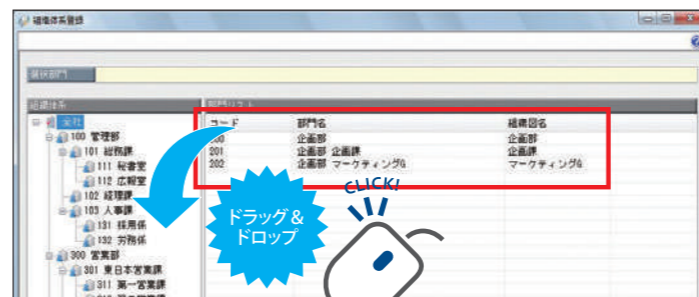 組織体系登録
選択部門
組織体系
部門リスト
全社
100 管理部
101 総務課
111 秘書室
112 広報室
102 経理課
103 人事課
131 採用係
132 労務係
300 営業部
301 東日本営業課
311 第一営業課
コード 部門名 組織図名
200 企画部 企画部
201 企画部 企画課 企画課
202 企画部 マーケティングG マーケティングG
CLICK!
ドラッグ&
ドロップ